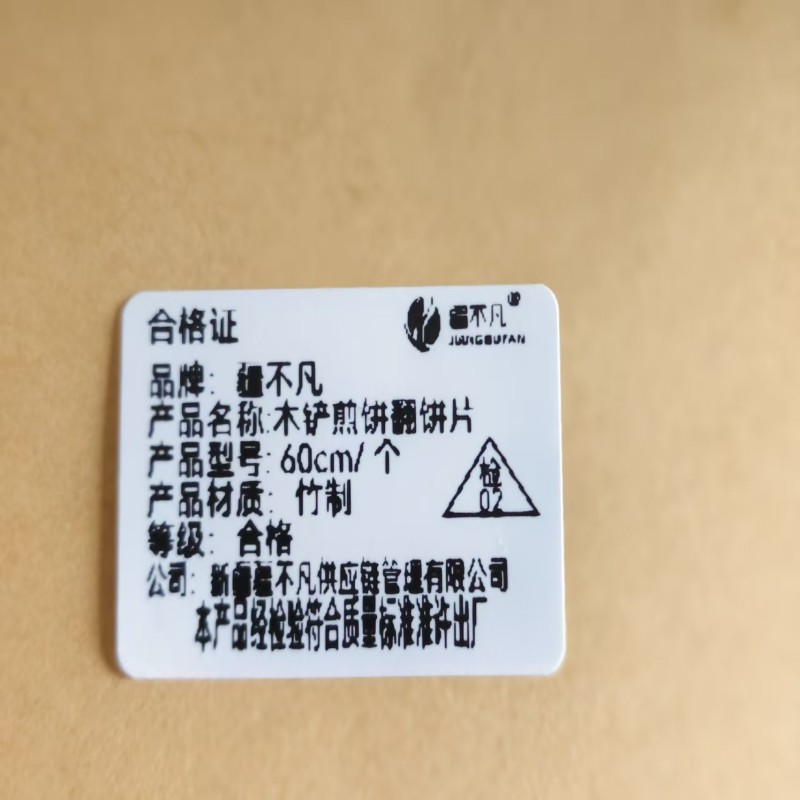 合格证
疆不凡
JIANGBUFAN
品牌: 疆不凡
产品名称:木铲煎饼翻饼片
产品型号: 60cm/个
产品材质: 竹制
检
02
等级: 合格
公司: 新疆疆不凡供应链管理有限公司
本产品经检验符合质量标准准许出厂